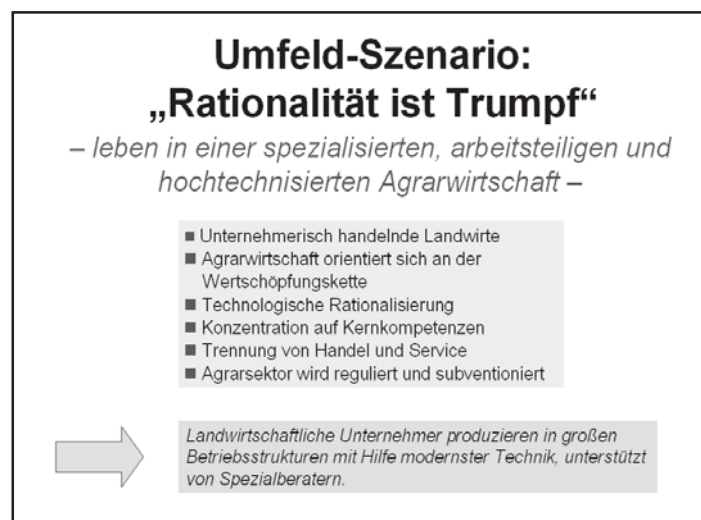 Umfeld-Szenario:
„Rationalität ist Trumpf“
– leben in einer spezialisierten, arbeitsteiligen und
hochtechnisierten Agrarwirtschaft –
■ Unternehmerisch handelnde Landwirte
■ Agrarwirtschaft orientiert sich an der
Wertschöpfungskette
■ Technologische Rationalisierung
■ Konzentration auf Kernkompetenzen
■ Trennung von Handel und Service
■ Agrarsektor wird reguliert und subventioniert
Landwirtschaftliche Unternehmer produzieren in großen
Betriebsstrukturen mit Hilfe modernster Technik, unterstützt
von Spezialberatern.